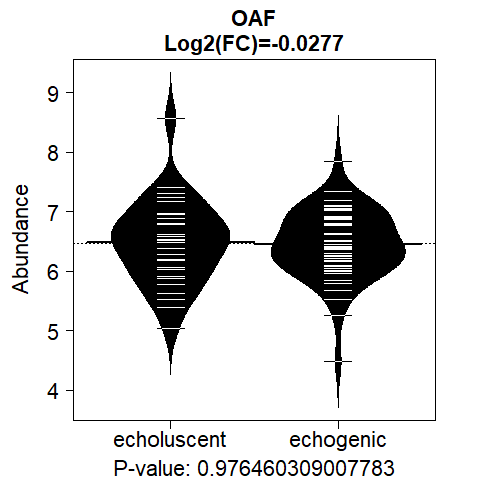 OAF
Log2(FC)=-0.0277
Abundance
9
8
7
6
5
4
echoluscent
echogenic
P-value: 0.976460309007783